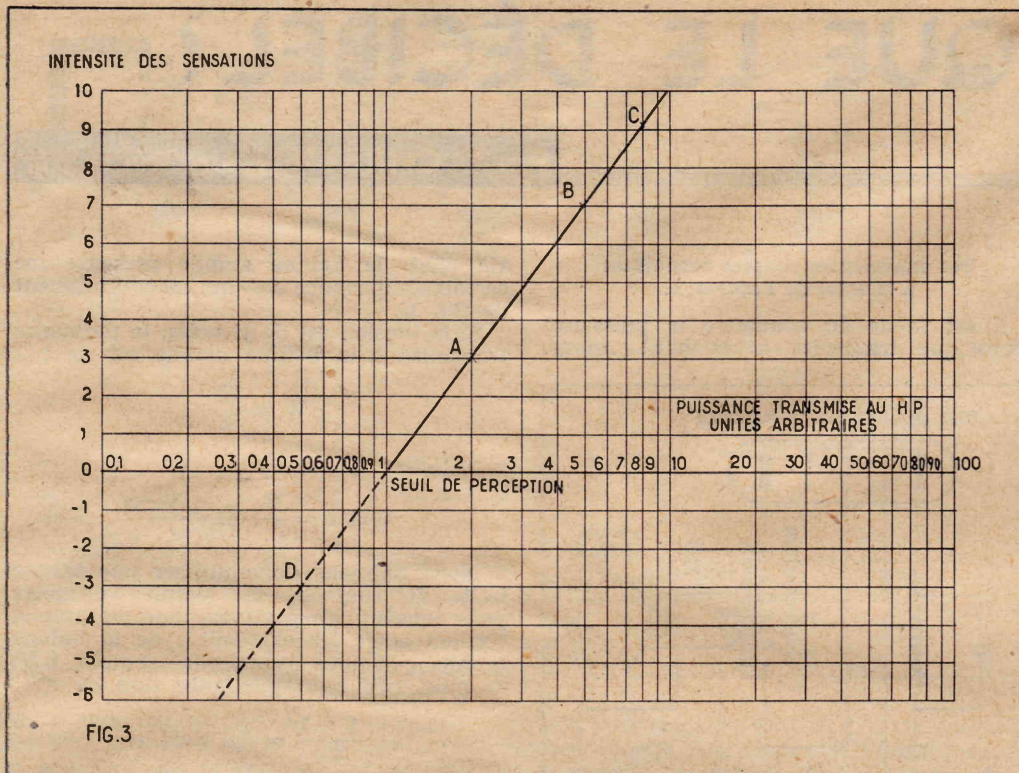 INTENSITE DES SENSATIONS
10
9
8
7
6
5
4
3
2
1
0
-1
-2
-3
-4
-5
-6
C
B
A
D
PUISSANCE TRANSMISE AU H.P
UNITES ARBITRAIRES
0,1 0,2 0,3 0,4 0,5 0,6 0,7 0,8 0,9 1 2 3 4 5 6 7 8 9 10 20 30 40 50 60 70 80 90 100
SEUIL DE PERCEPTION
FIG.3